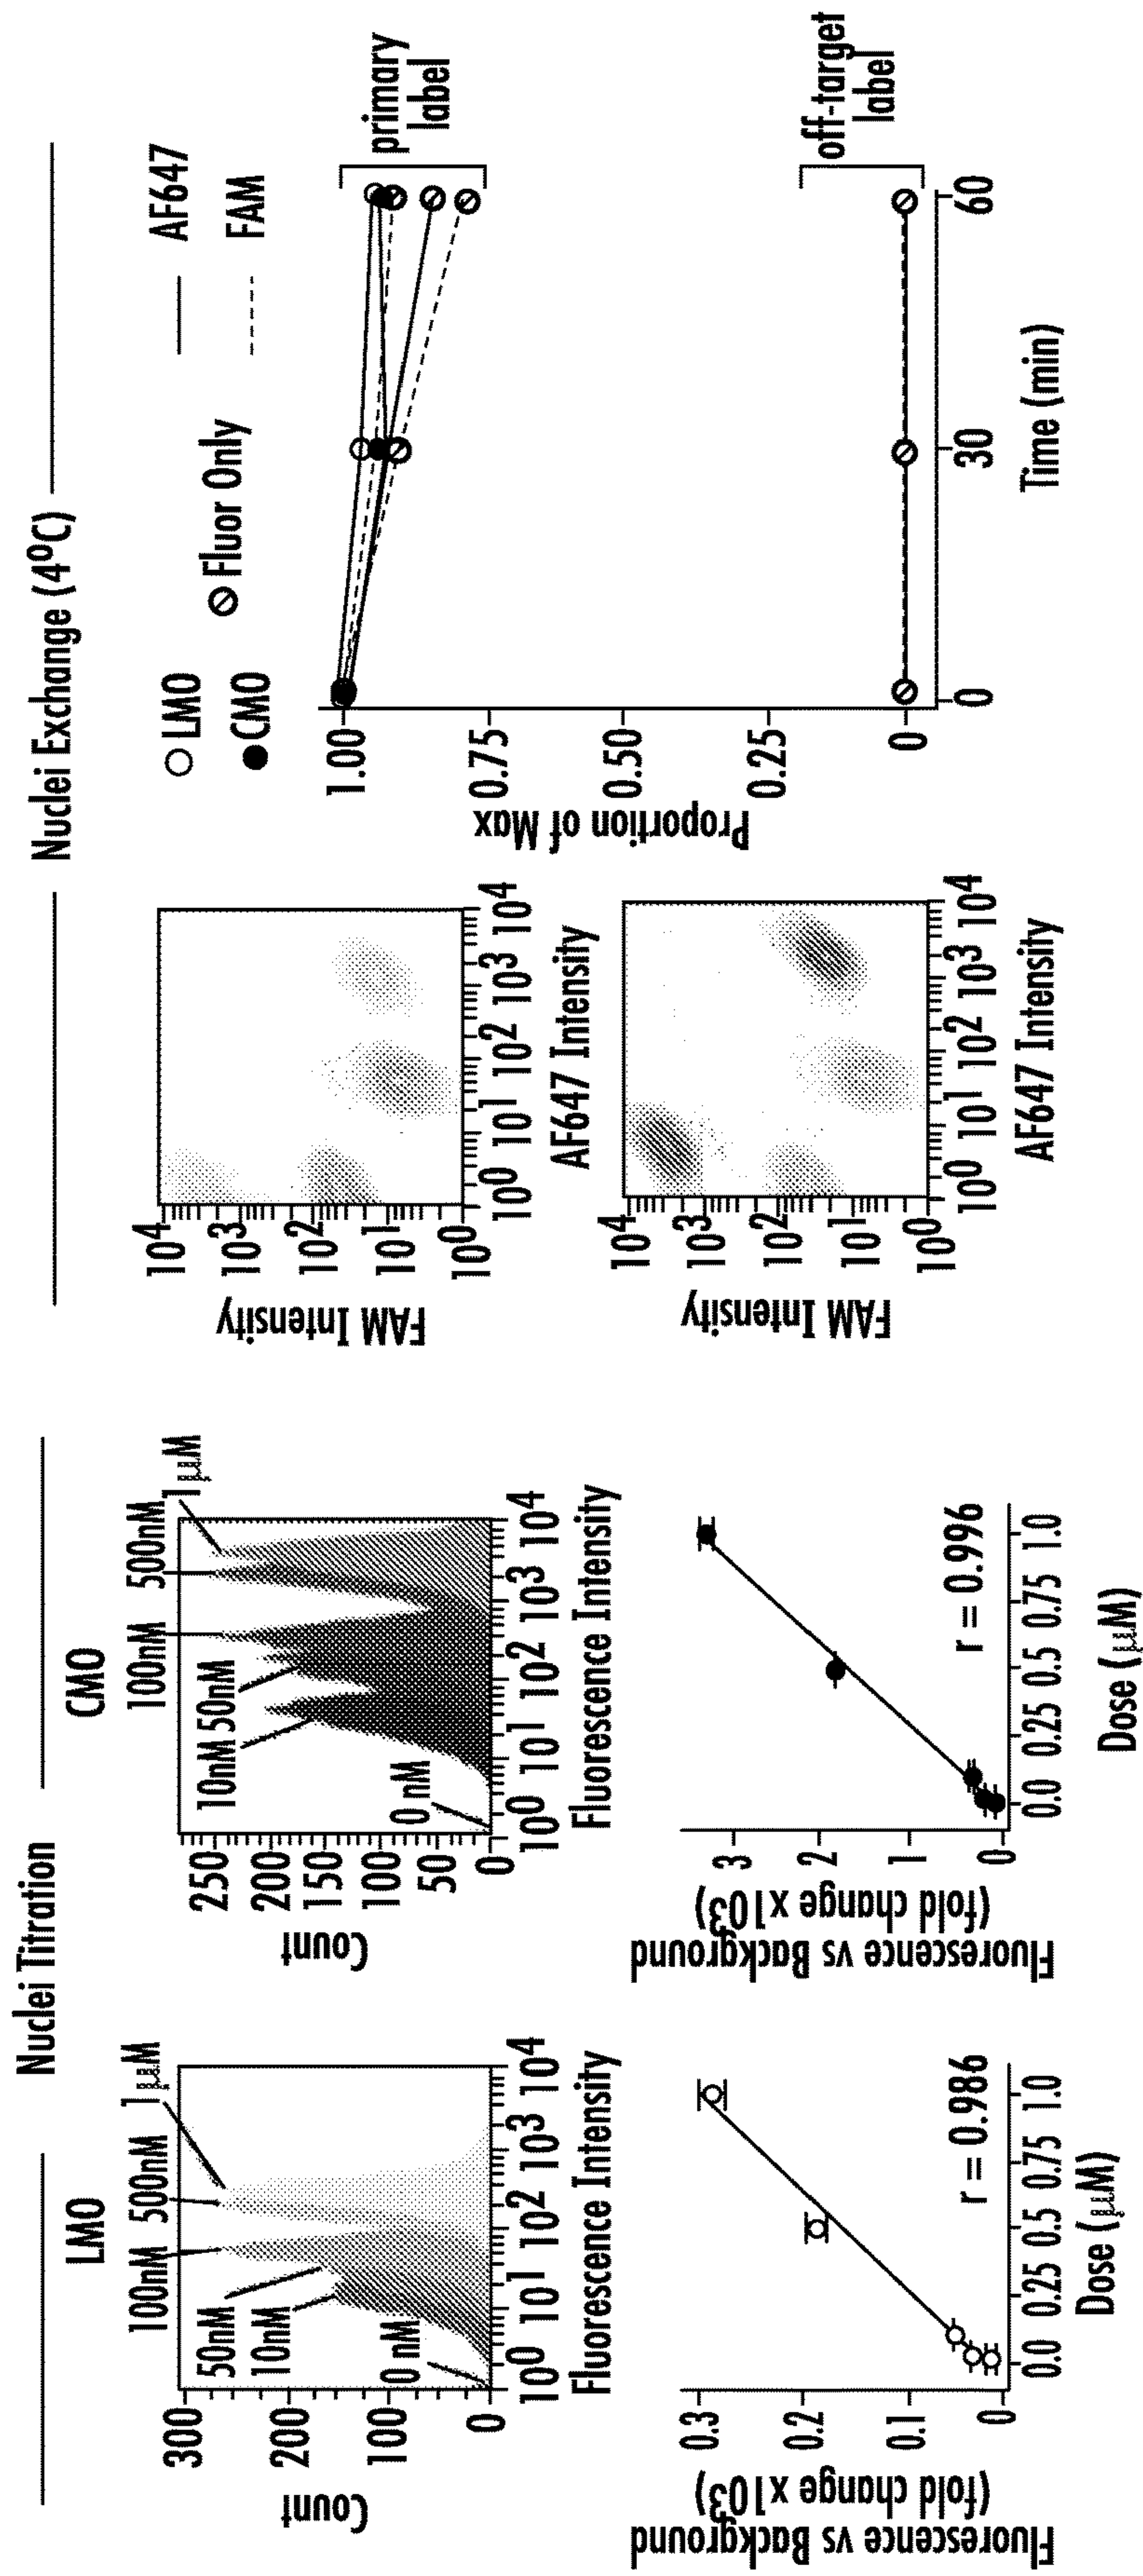 Nuclei Titration
LMO
Count
300
200
100
0
0 nM
10nM
50nM
100nM
500nM
1μM
10⁰ 10¹ 10² 10³ 10⁴
Fluorescence Intensity
Fluorescence vs Background
(fold change x10³)
0.3
0.2
0.1
0
r = 0.986
0.0 0.25 0.5 0.75 1.0
Dose (μM)
CMO
Count
250
200
150
100
50
0
0 nM
10nM
50nM
100nM
500nM
1μM
10⁰ 10¹ 10² 10³ 10⁴
Fluorescence Intensity
Fluorescence vs Background
(fold change x10³)
3
2
1
0
r = 0.996
0.0 0.25 0.5 0.75 1.0
Dose (μM)
Nuclei Exchange (4ºC)
FAM Intensity
10⁴
10³
10²
10¹
10⁰
10⁰ 10¹ 10² 10³ 10⁴
AF647 Intensity
FAM Intensity
10⁴
10³
10²
10¹
10⁰
10⁰ 10¹ 10² 10³ 10⁴
AF647 Intensity
LMO
CMO
Fluor Only
AF647
FAM
Proportion of Max
1.00
0.75
0.50
0.25
0
0 30 60
Time (min)
primary
label
off-target
label